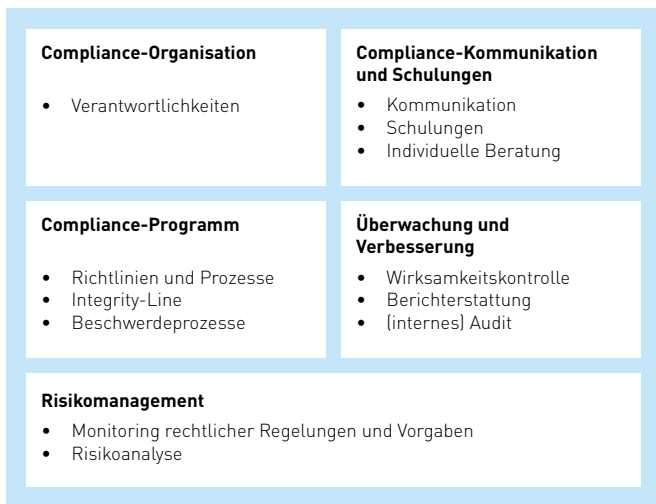 Compliance-Organisation
• Verantwortlichkeiten
Compliance-Kommunikation
und Schulungen
• Kommunikation
• Schulungen
• Individuelle Beratung
Compliance-Programm
• Richtlinien und Prozesse
• Integrity-Line
• Beschwerdeprozesse
Überwachung und
Verbesserung
• Wirksamkeitskontrolle
• Berichterstattung
• (internes) Audit
Risikomanagement
• Monitoring rechtlicher Regelungen und Vorgaben
• Risikoanalyse